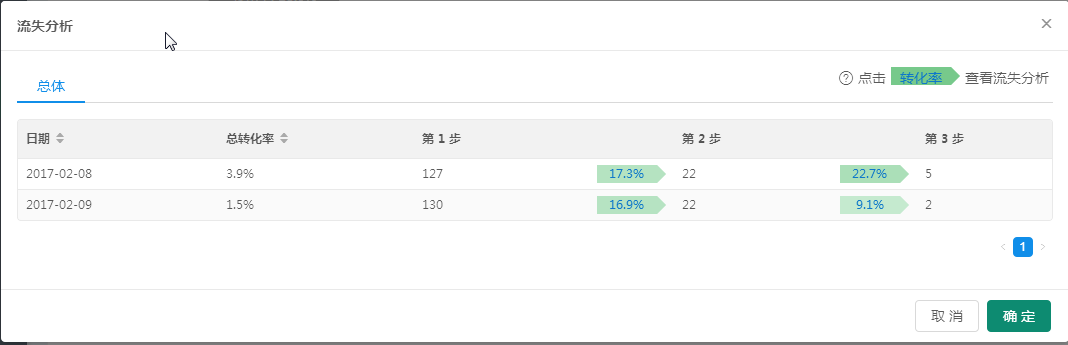 流失分析
总体
点击 转化率 查看流失分析
日期 总转化率 第 1 步 第 2 步 第 3 步
2017-02-08 3.9% 127 17.3% 22 22.7% 5
2017-02-09 1.5% 130 16.9% 22 9.1% 2
1
取 消 确 定